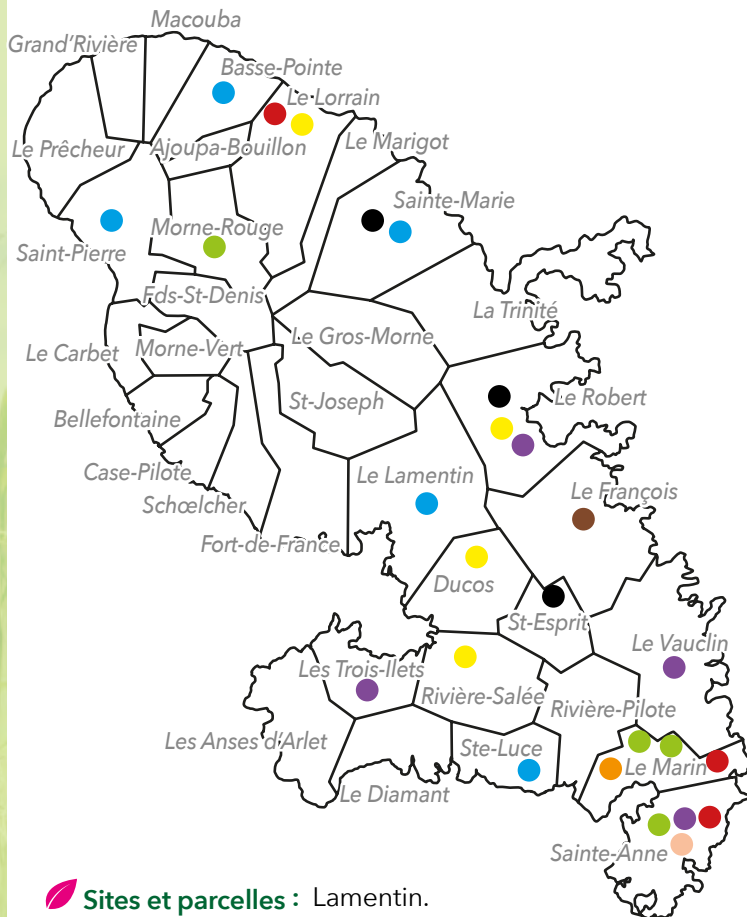 Macouba
Grand'Rivière
Basse-Pointe
Le Lorrain
Le Prêcheur
Ajoupa-Bouillon
Le Marigot
Sainte-Marie
Morne-Rouge
Saint-Pierre
Fds-St-Denis
La Trinité
Le Gros-Morne
Le Carbet
Morne-Vert
St-Joseph
Le Robert
Bellefontaine
Case-Pilote
Le Lamentin
Le François
Schœlcher
Fort-de-France
Ducos
St-Esprit
Le Vauclin
Les Trois-Ilets
Rivière-Salée
Rivière-Pilote
Les Anses d'Arlet
Ste-Luce
Le Marin
Le Diamant
Sainte-Anne
Sites et parcelles : Lamentin.